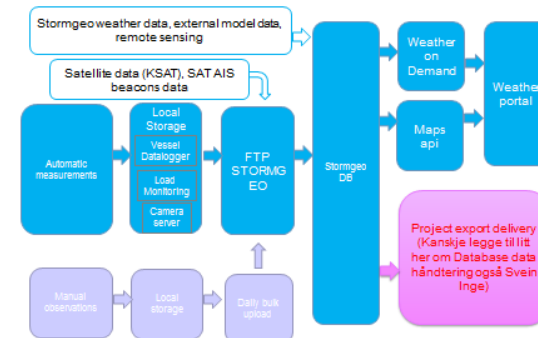 Stormgeo weather data, external model data,
remote sensing
Satellite data (KSAT), SAT AIS
beacons data
Automatic
measurements
Local
Storage
Vessel
Datalogger
Load
Monitoring
Camera
server
FTP
STORMG
EO
Stormgeo
DB
Weather
on
Demand
Maps
api
Weather
portal
Project export delivery
(Kanskje legge til litt
her om Database data
håndtering også Svein
Inge)
Manual
obsevations
Local
storage
Daily bulk
upload